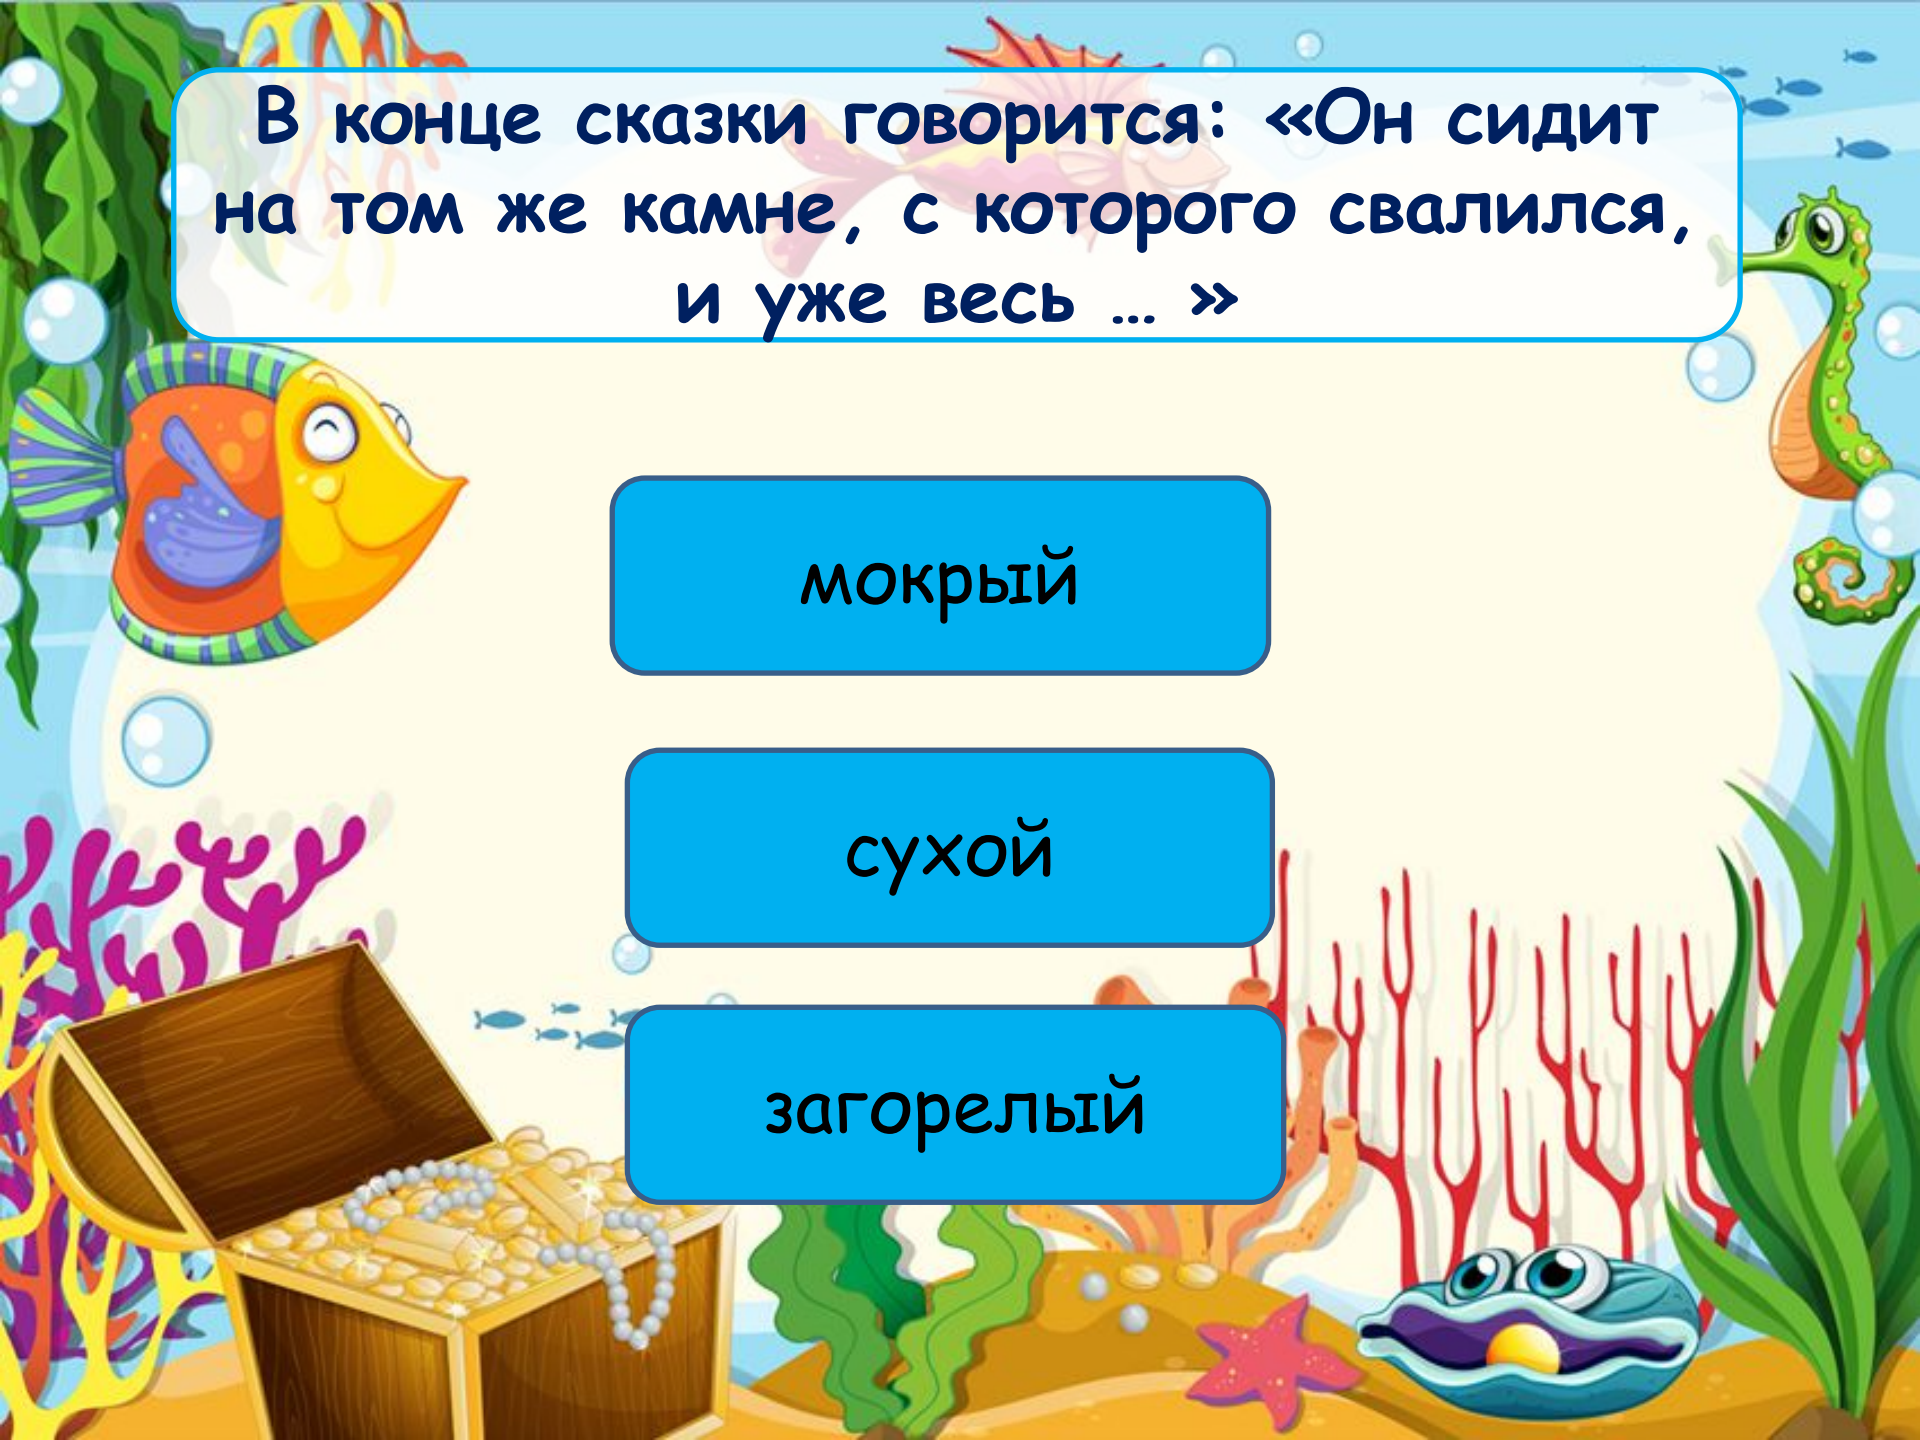 В конце сказки говорится: «Он сидит
на том же камне, с которого свалился,
и уже весь … »
мокрый
сухой
загорелый